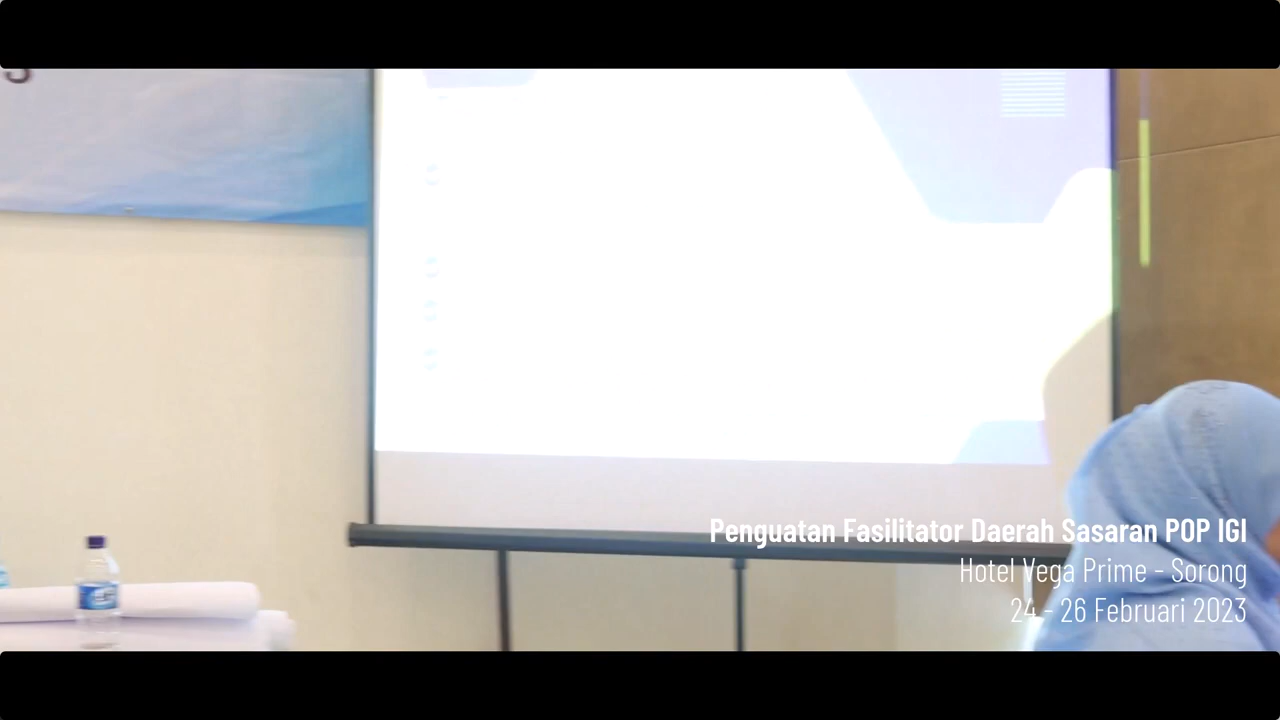 Penguatan Fasilitator Daerah Sasaran POP IGI
Hotel Vega Prime - Sorong
24 - 26 Februari 2023